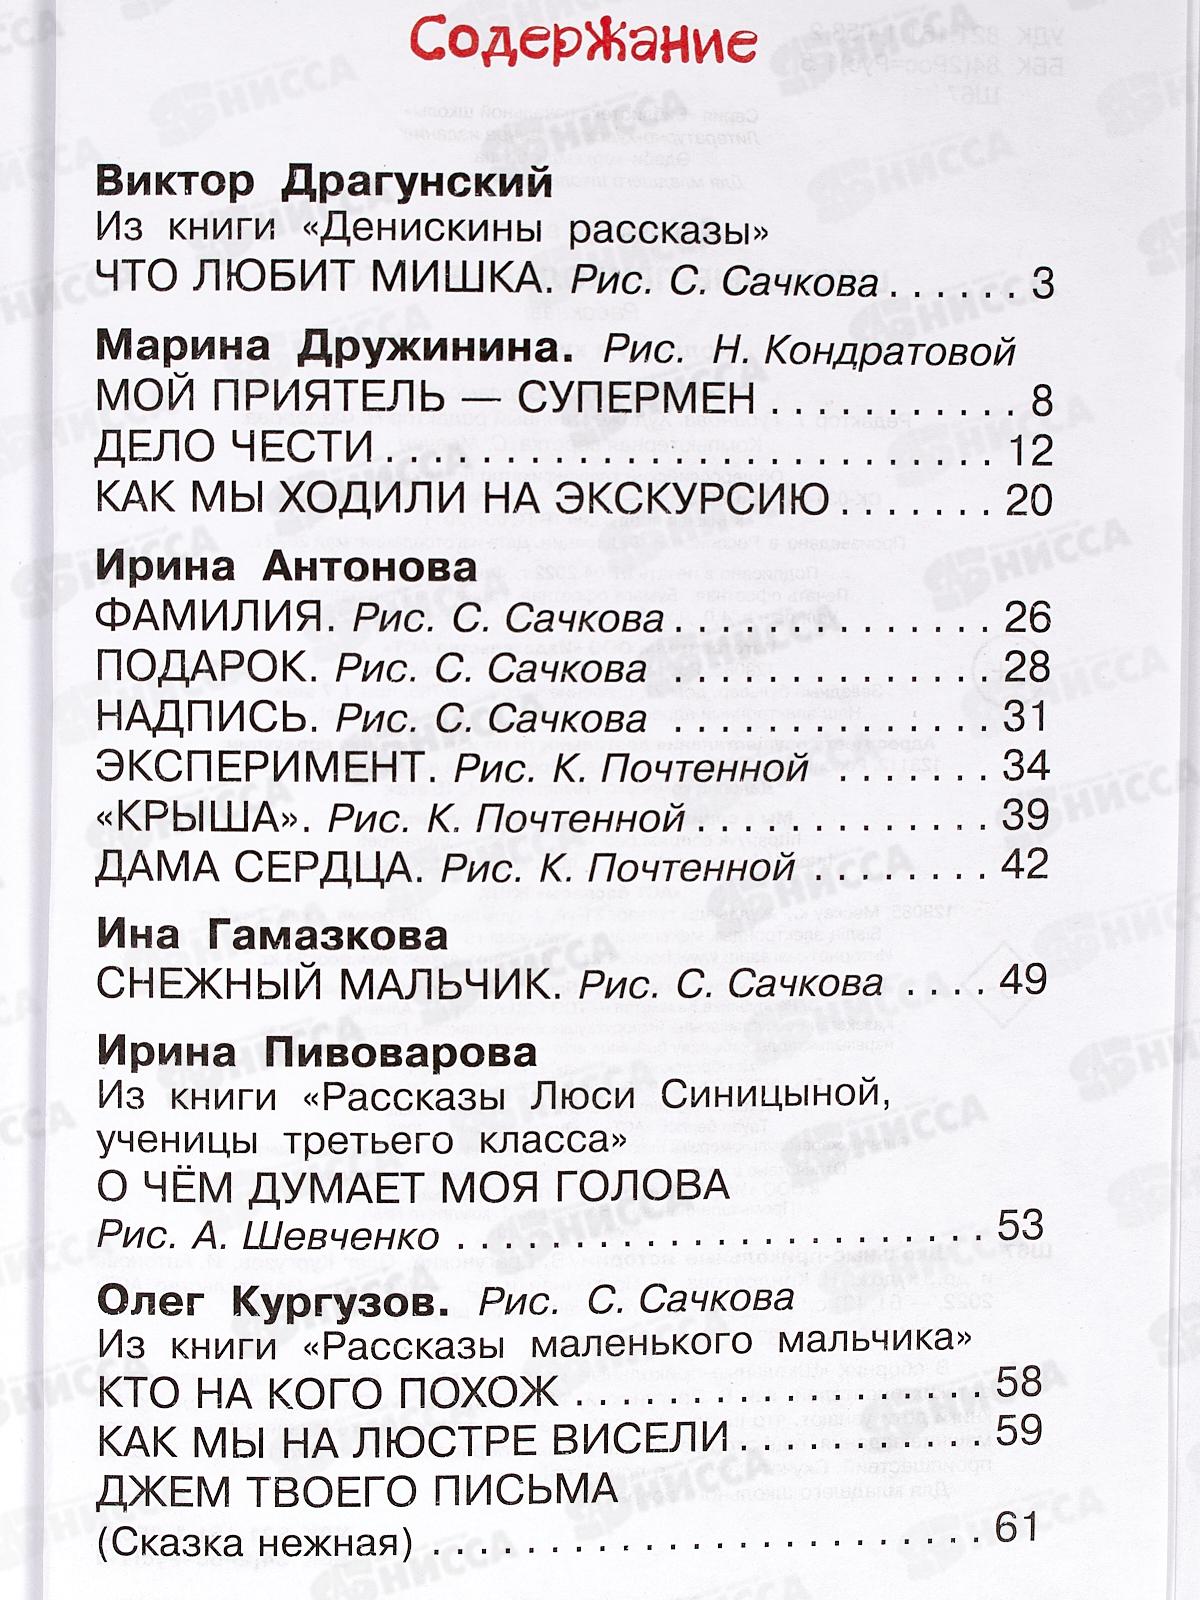 Содержание
Виктор Драгунский
Из книги «Денискины рассказы»
ЧТО ЛЮБИТ МИШКА. Рис. С. Сачкова . . . . . . 3
Марина Дружинина. Рис. Н. Кондратовой
МОЙ ПРИЯТЕЛЬ — СУПЕРМЕН . . . . . . . . . . . 8
ДЕЛО ЧЕСТИ . . . . . . . . . . . . . . . . . . . . . . . . . . 12
КАК МЫ ХОДИЛИ НА ЭКСКУРСИЮ . . . . . . . 20
Ирина Антонова
ФАМИЛИЯ. Рис. С. Сачкова . . . . . . . . . . . . . . 26
ПОДАРОК. Рис. С. Сачкова . . . . . . . . . . . . . . . 28
НАДПИСЬ. Рис. С. Сачкова . . . . . . . . . . . . . . . 31
ЭКСПЕРИМЕНТ. Рис. К. Почтенной . . . . . . . 34
«КРЫША». Рис. К. Почтенной . . . . . . . . . . . . . 39
ДАМА СЕРДЦА. Рис. К. Почтенной . . . . . . . . 42
Ина Гамазкова
СНЕЖНЫЙ МАЛЬЧИК. Рис. С. Сачкова . . . . 49
Ирина Пивоварова
Из книги «Рассказы Люси Синицыной,
ученицы третьего класса»
О ЧЁМ ДУМАЕТ МОЯ ГОЛОВА
Рис. А. Шевченко . . . . . . . . . . . . . . . . . . . . . . . 53
Олег Кургузов. Рис. С. Сачкова
Из книги «Рассказы маленького мальчика»
КТО НА КОГО ПОХОЖ . . . . . . . . . . . . . . . . . . 58
КАК МЫ НА ЛЮСТРЕ ВИСЕЛИ . . . . . . . . . . . 59
ДЖЕМ ТВОЕГО ПИСЬМА
(Сказка нежная) . . . . . . . . . . . . . . . . . . . . . . . . 61